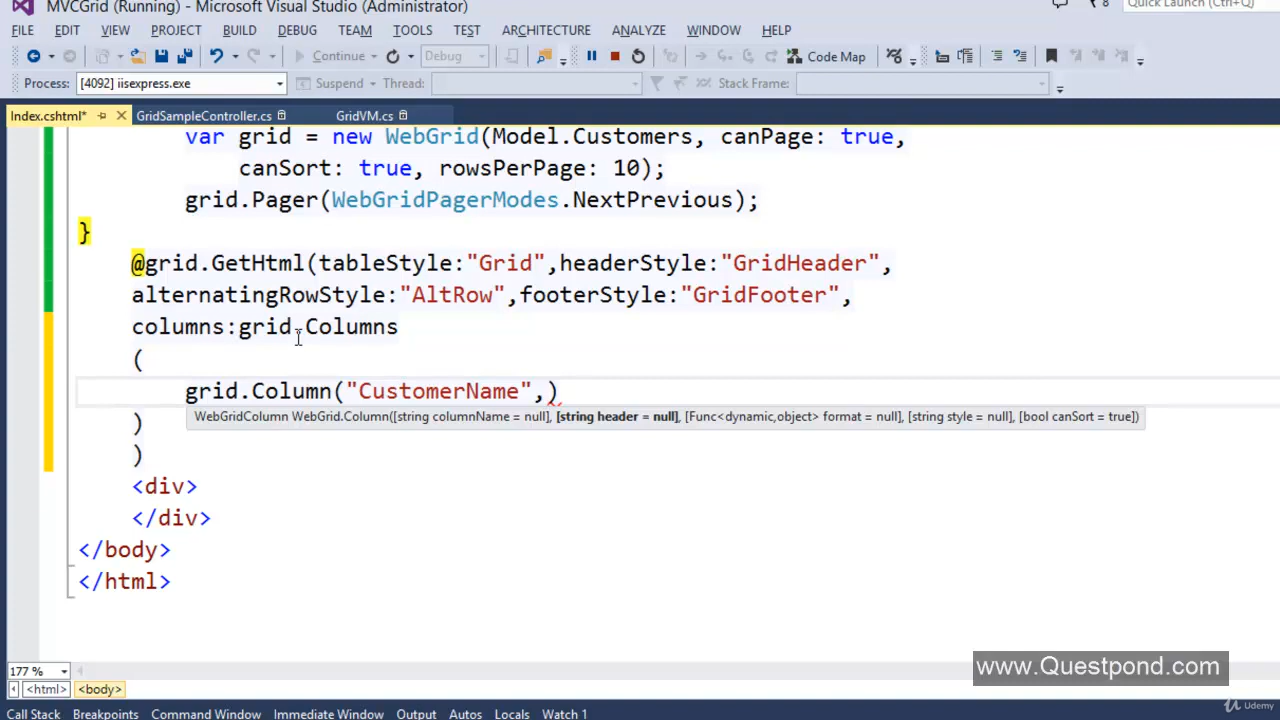 MVCGrid (Running) - Microsoft Visual Studio (Administrator)
8
Quick Launch (Ctrl+Q)
FILE EDIT VIEW PROJECT BUILD DEBUG TEAM TOOLS TEST ARCHITECTURE ANALYZE WINDOW HELP
Continue Debug Code Map
Process: [4092] iisexpress.exe Suspend Thread: Stack Frame:
Index.cshtml* GridSampleController.cs GridVM.cs
var grid = new WebGrid(Model.Customers, canPage: true,
canSort: true, rowsPerPage: 10);
grid.Pager(WebGridPagerModes.NextPrevious);
}
@grid.GetHtml(tableStyle:"Grid",headerStyle:"GridHeader",
alternatingRowStyle:"AltRow",footerStyle:"GridFooter",
columns:grid.Columns
(
grid.Column("CustomerName",)
WebGridColumn WebGrid.Column([string columnName = null], [string header = null], [Func<dynamic,object> format = null], [string style = null], [bool canSort = true])
)
)
<div>
</div>
</body>
</html>
www.Questpond.com
177 %
<html> <body>
Udemy
Call Stack Breakpoints Command Window Immediate Window Output Autos Locals Watch 1